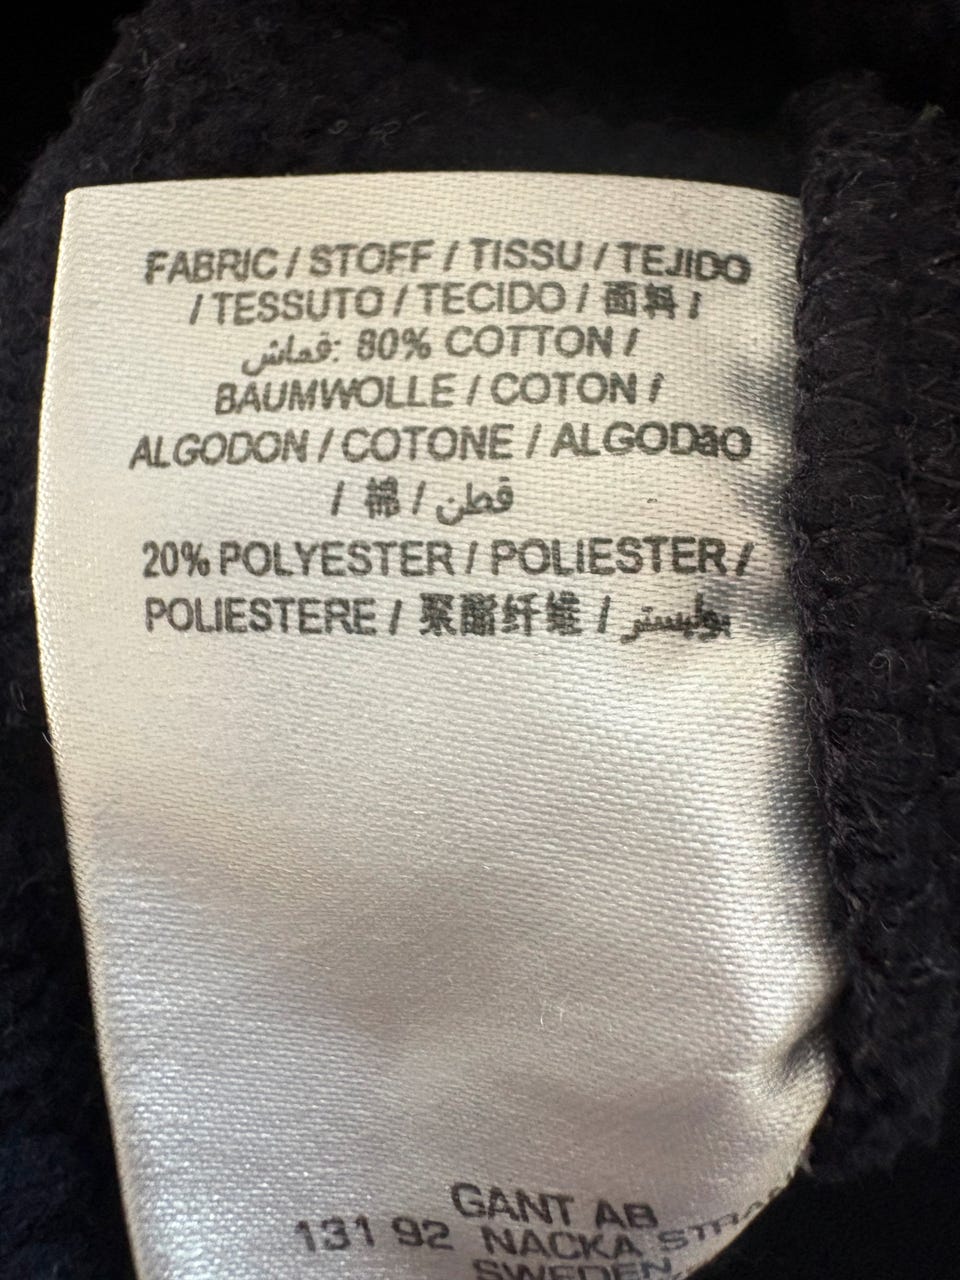 FABRIC / STOFF / TISSU / TEJIDO
/ TESSUTO / TECIDO / 面料 /
قماش: 80% COTTON /
BAUMWOLLE / COTON /
ALGODON / COTONE / ALGODãO
/ 棉 / قطن
20% POLYESTER / POLIESTER /
POLIESTERE / 聚酯纤维 / بوليستر
GANT AB
131 92 NACKA
SWEDEN